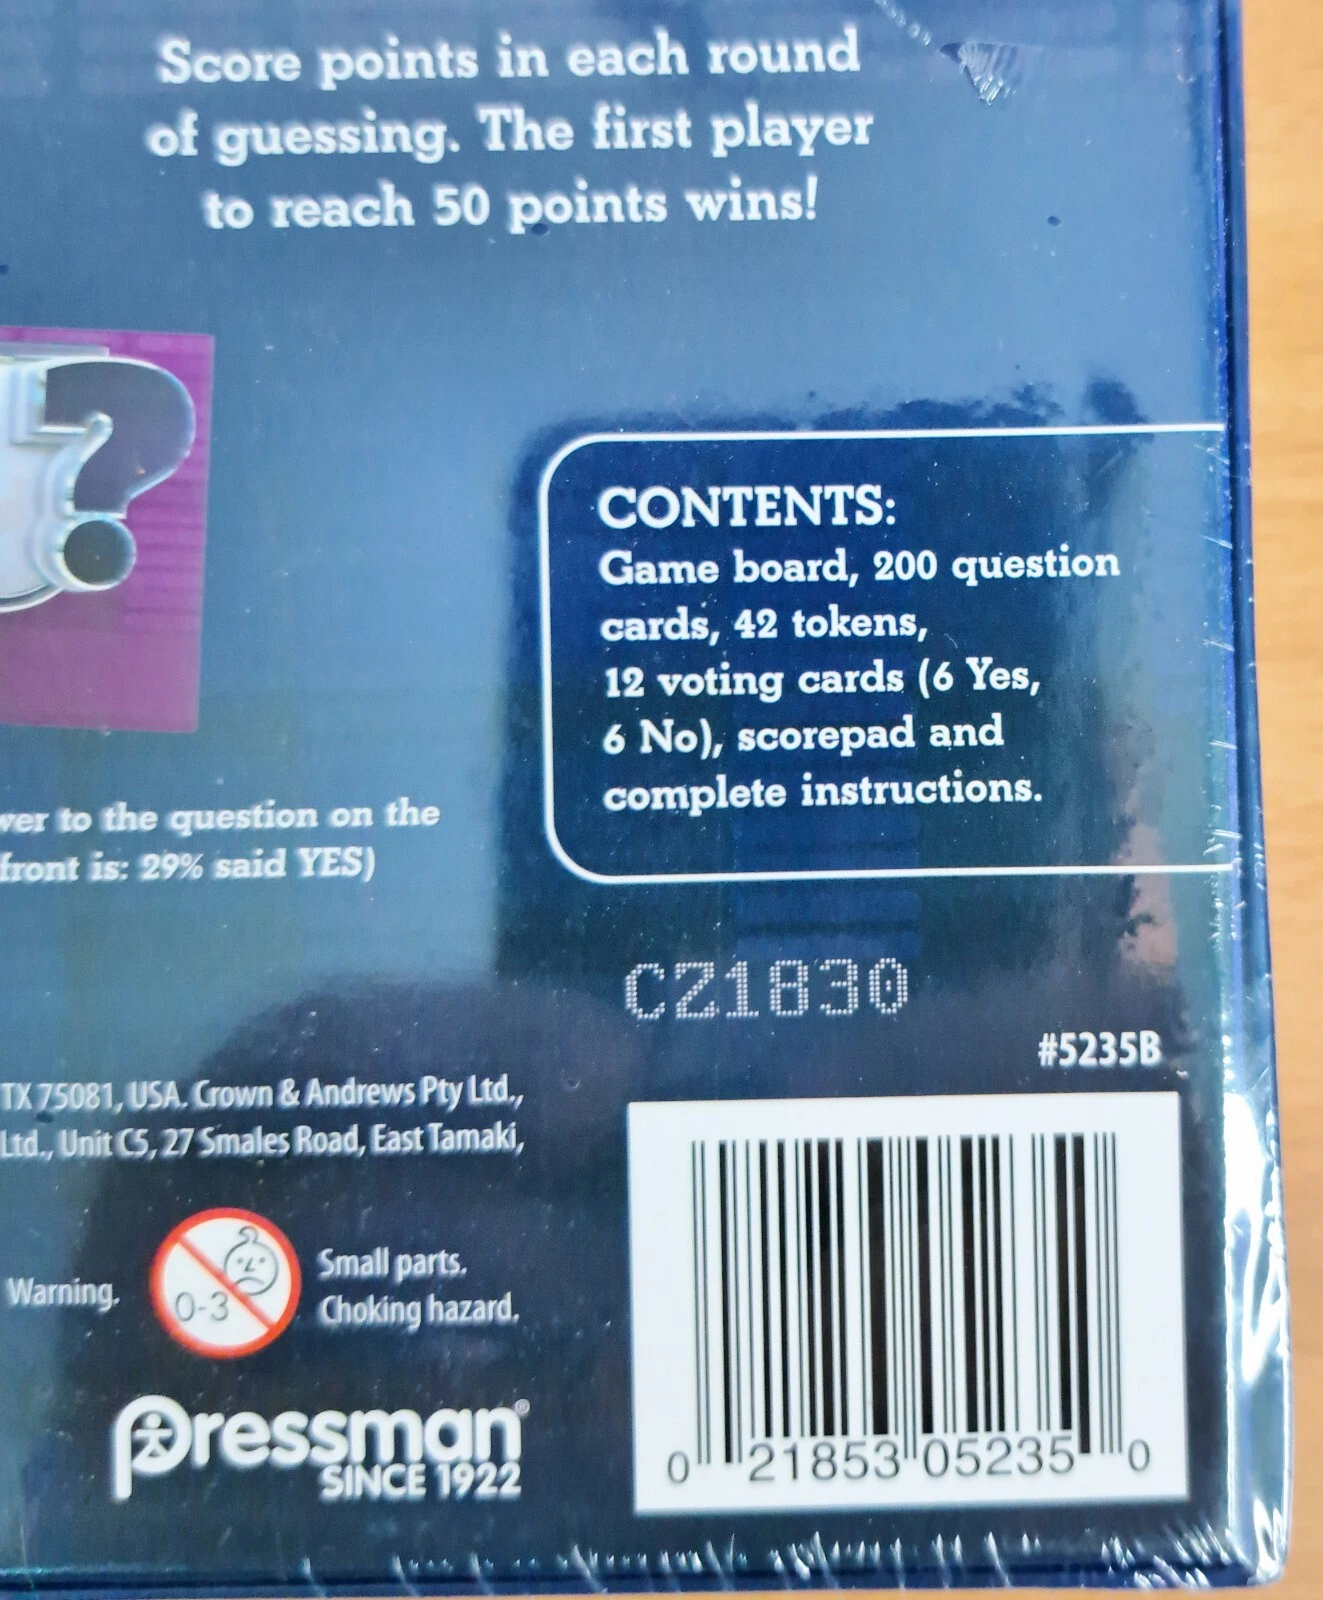 Score points in each round
of guessing. The first player
to reach 50 points wins!
CONTENTS:
Game board, 200 question
cards, 42 tokens,
12 voting cards (6 Yes,
6 No), scorepad and
complete instructions.
to the question on the
front is: 29% said YES)
CZ1830
#5235B
TX 75081, USA. Crown & Andrews Pty Ltd.,
Ltd., Unit C5, 27 Smales Road, East Tamaki,
Warning.
0-3
Small parts.
Choking hazard.
Pressman®
SINCE 1922
0 21853 05235 0